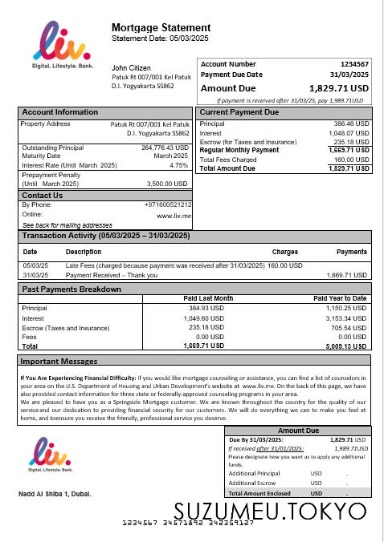 liv.
Digital. Lifestyle. Bank.
Mortgage Statement
Statement Date: 05/03/2025
John Citizen
Patuk Rt 007/001 Kel Patuk
D.I. Yogyakarta 55862
Account Number 1234567
Payment Due Date 31/03/2025
Amount Due 1,829.71 USD
If payment is received after 31/03/25, pay 1,989.71USD
Account Information
Property Address Patuk Rt 007/001 Kel Patuk
D.I. Yogyakarta 55862
Outstanding Principal 264,776.43 USD
Maturity Date March 2025
Interest Rate (Until March 2025) 4.75%
Prepayment Penalty
(Until March 2025) 3,500.00 USD
Contact Us
By Phone: +971600521212
Online: www.liv.me
See back for mailing addresses
Current Payment Due
Principal 386.46 USD
Interest 1,048.07 USD
Escrow (for Taxes and Insurance) 235.18 USD
Regular Monthly Payment 1,669.71 USD
Total Fees Charged 160.00 USD
Total Amount Due 1,829.71 USD
Transaction Activity (05/03/2025 – 31/03/2025)
Date Description Charges Payments
05/03/25 Late Fees (charged because payment was received after 31/03/2025) 160.00 USD
31/03/25 Payment Received – Thank you 1,669.71 USD
Past Payments Breakdown
Paid Last Month Paid Year to Date
Principal 384.93 USD 1,150.25 USD
Interest 1,049.60 USD 3,153.34 USD
Escrow (Taxes and Insurance) 235.18 USD 705.54 USD
Fees 0.00 USD 0.00 USD
Total 1,669.71 USD 5,009.13 USD
Important Messages
If You Are Experiencing Financial Difficulty: If you would like mortgage counseling or assistance, you can find a list of counselors in
your area on the U.S. Department of Housing and Urban Development's website at www.liv.me. On the back of this page, we have
also provided contact information for three state or federally-approved counseling programs in your area.
We are pleased to have you as a Springside Mortgage customer. We are known throughout the country for the quality of our
service and our dedication to providing financial security for our customers. We will do everything we can to make you feel at
home, and to ensure you receive the friendly, professional service you deserve.
liv.
Digital. Lifestyle. Bank.
Nadd Al Shiba 1, Dubai.
Amount Due
Due By 31/03/2025: 1,829.71 USD
If received after 31/03/2025: 1,989.71USD
Please designate how you want us to apply any additional
funds.
Additional Principal USD .
Additional Escrow USD .
Total Amount Enclosed USD .
SUZUMEU.TOKYO